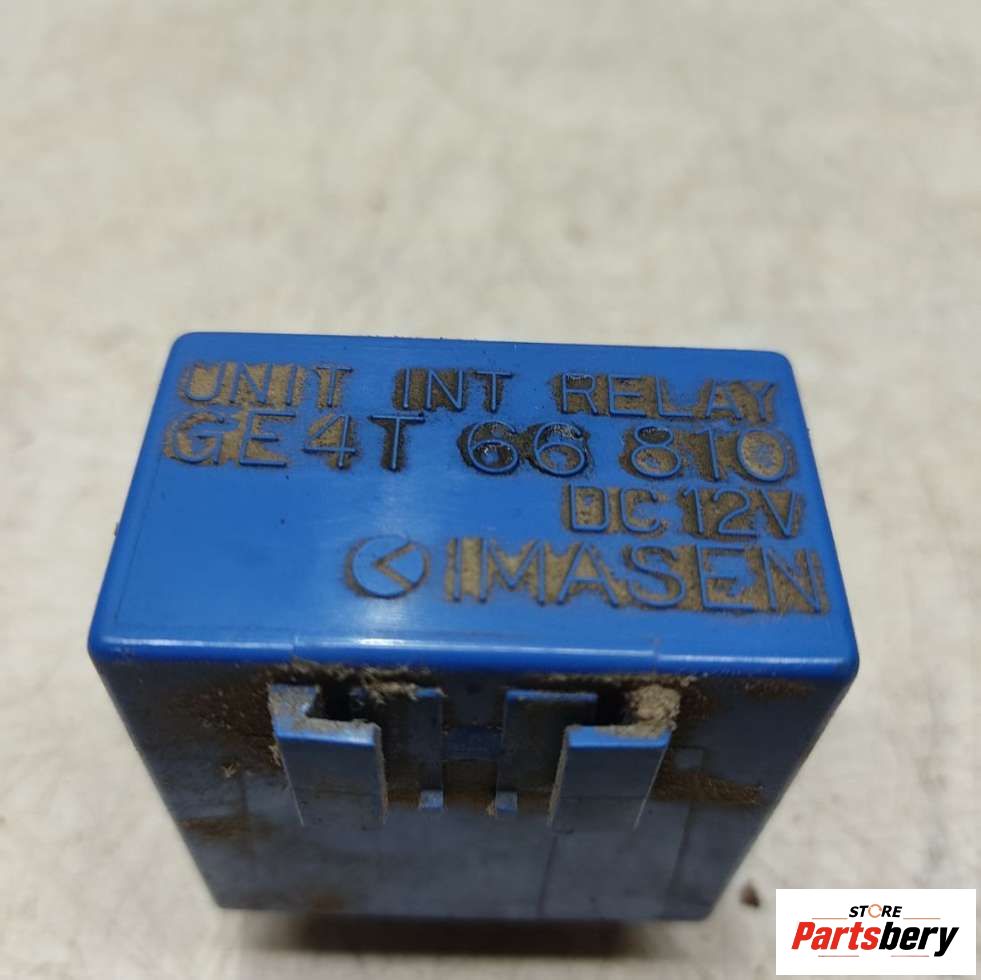 UNIT INT RELAY
GE4T 66 810
DC 12V
IMASEN
STORE
Partsbery